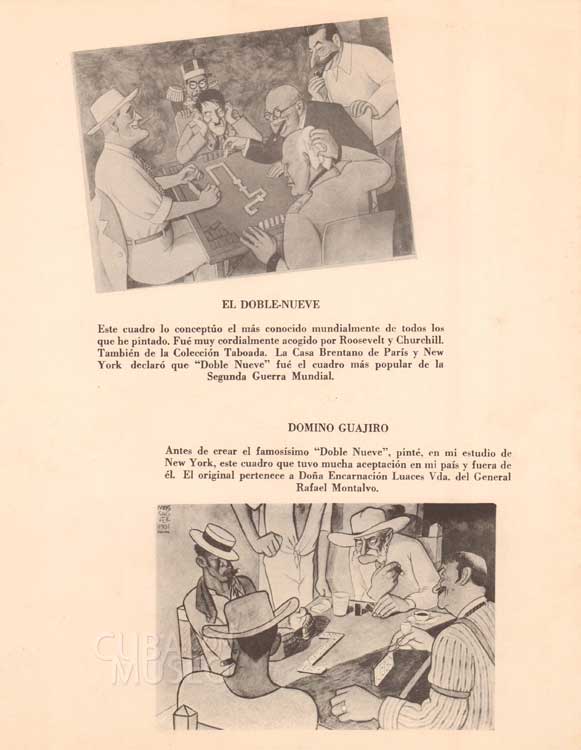 EL DOBLE-NUEVE
Este cuadro lo conceptúo el más conocido mundialmente de todos los
que he pintado. Fué muy cordialmente acogido por Roosevelt y Churchill.
También de la Colección Taboada. La Casa Brentano de París y New
York declaró que “Doble Nueve” fué el cuadro más popular de la
Segunda Guerra Mundial.
DOMINO GUAJIRO
Antes de crear el famosísimo “Doble Nueve”, pinté, en mi estudio de
New York, este cuadro que tuvo mucha aceptación en mi país y fuera de
él. El original pertenece a Doña Encarnación Luaces Vda. del General
Rafael Montalvo.
MAS
SAG
VER
CUBA
MUSEO